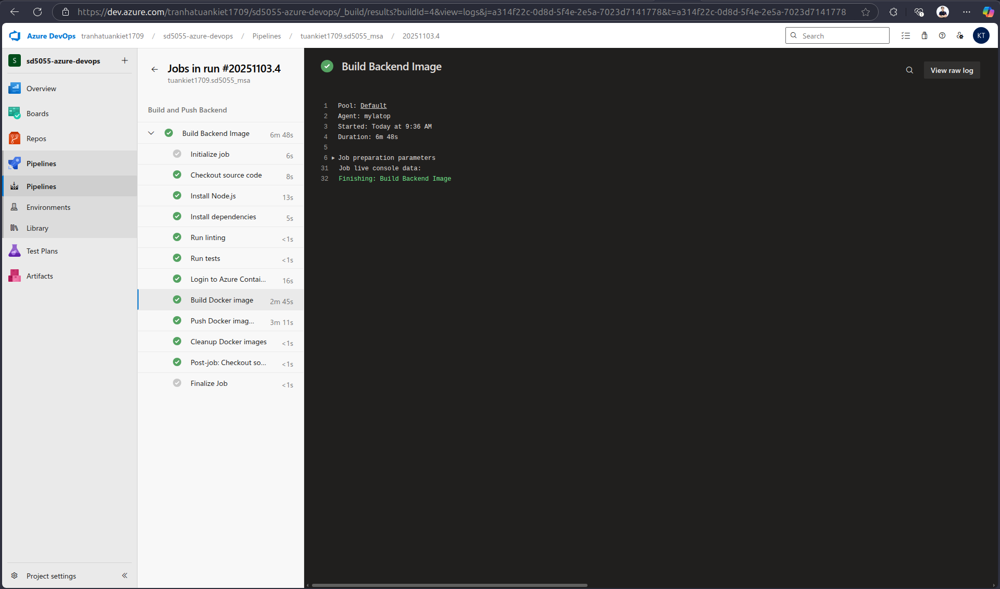 https://dev.azure.com/tranhatuankiet1709/sd5055-azure-devops/_build/results?buildId=4&view=logs&j=a314f22c-0d8d-5f4e-2e5a-7023d7141778&t=a314f22c-0d8d-5f4e-2e5a-7023d7141778
Azure DevOps tranhatuankiet1709 / sd5055-azure-devops / Pipelines / tuankiet1709.sd5055_msa / 20251103.4
Search
KT
S sd5055-azure-devops
Overview
Boards
Repos
Pipelines
Pipelines
Environments
Library
Test Plans
Artifacts
Project settings
Jobs in run #20251103.4
tuankiet1709.sd5055_msa
Build and Push Backend
Build Backend Image 6m 48s
Initialize job 6s
Checkout source code 8s
Install Node.js 13s
Install dependencies 5s
Run linting <1s
Run tests <1s
Login to Azure Contai... 16s
Build Docker image 2m 45s
Push Docker imag... 3m 11s
Cleanup Docker images <1s
Post-job: Checkout so... <1s
Finalize Job <1s
Build Backend Image
View raw log
1 Pool: Default
2 Agent: mylatop
3 Started: Today at 9:36 AM
4 Duration: 6m 48s
5
6 Job preparation parameters
31 Job live console data:
32 Finishing: Build Backend Image